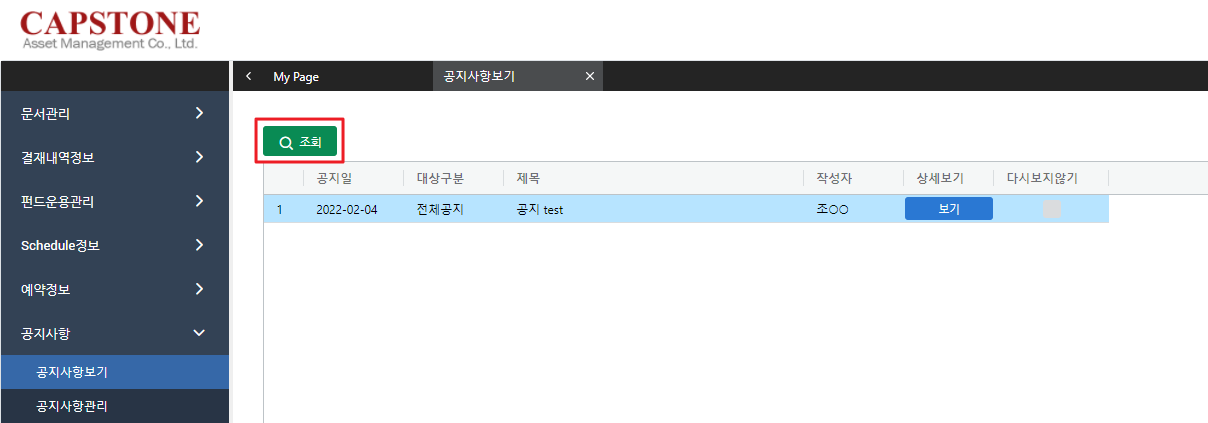 CAPSTONE
Asset Management Co., Ltd.
My Page
공지사항보기
문서관리
결재내역정보
펀드운용관리
Schedule정보
예약정보
공지사항
공지사항보기
공지사항관리
조회
공지일 대상구분 제목 작성자 상세보기 다시보지않기
1 2022-02-04 전체공지 공지 test 조○○ 보기